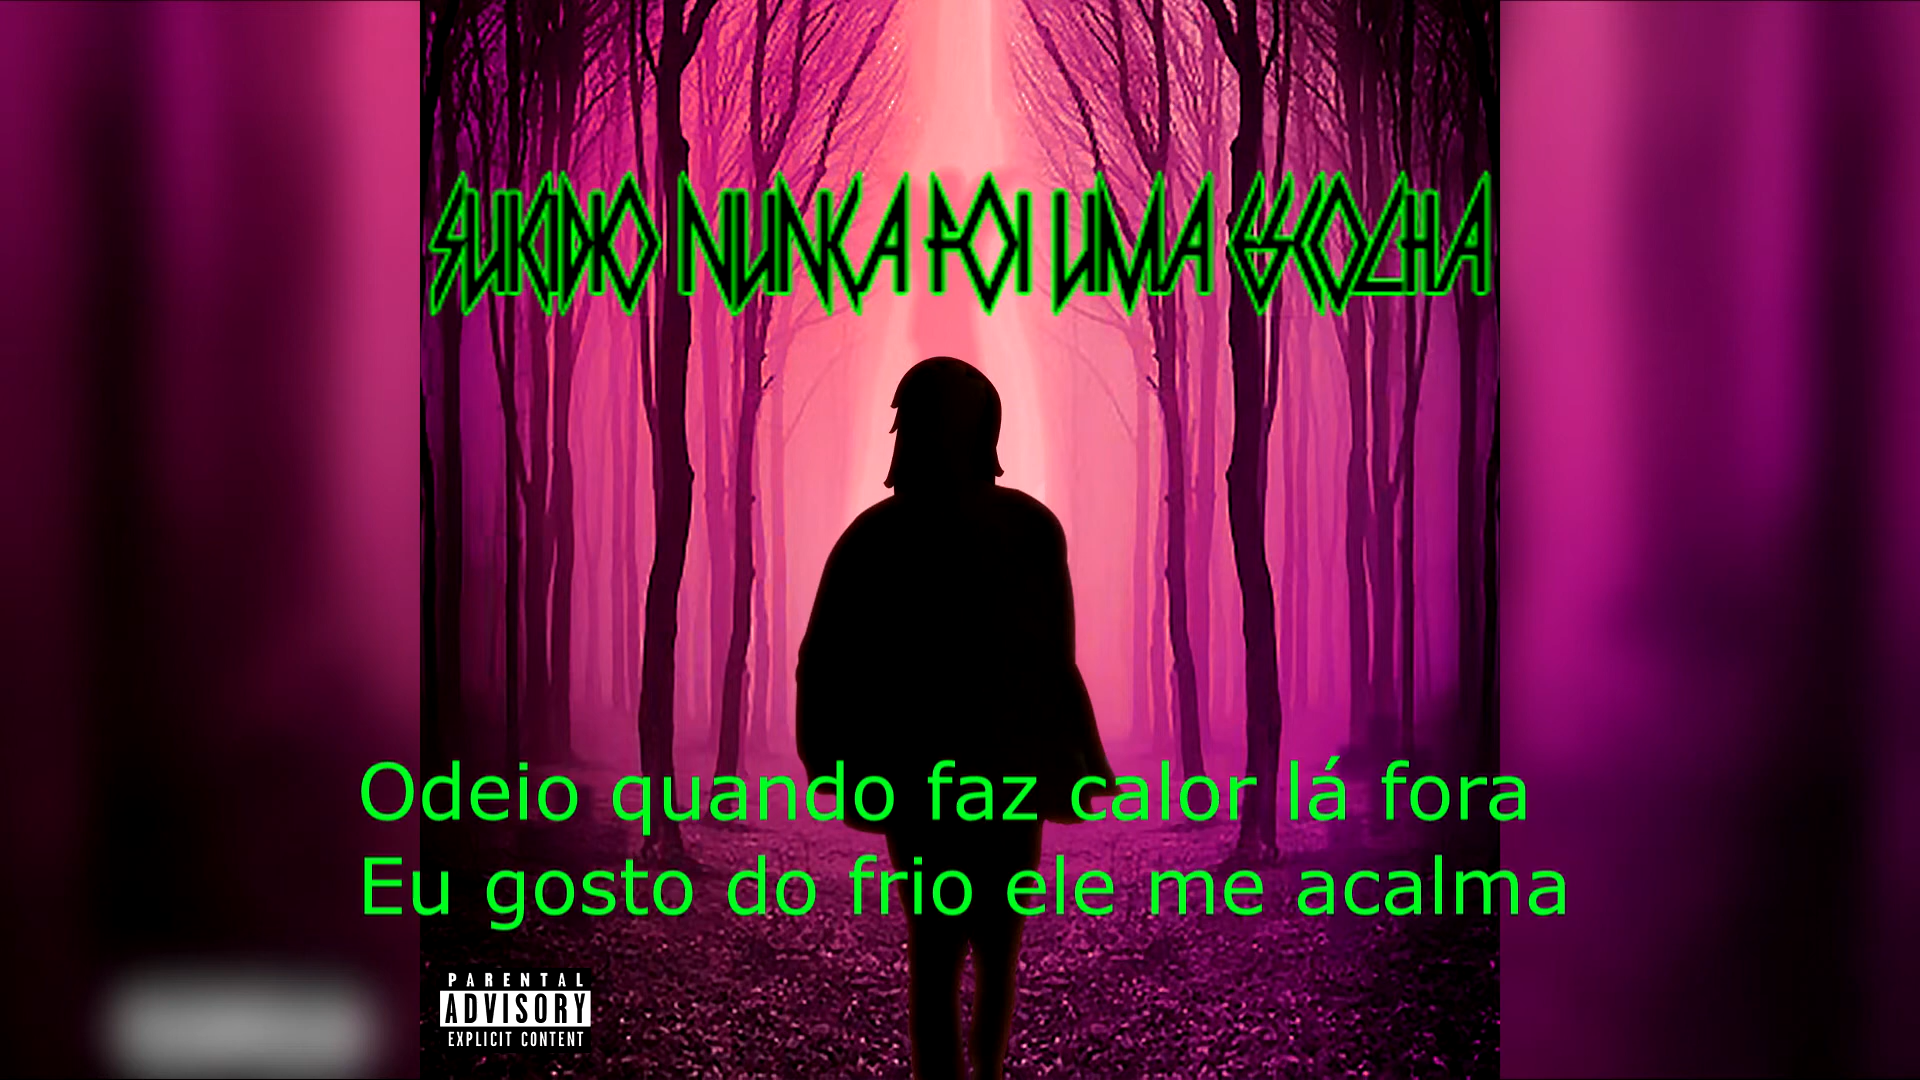 SUICIDIO NUNCA FOI UMA ESCOLHA
Odeio quando faz calor lá fora
Eu gosto do frio ele me acalma
PARENTAL
ADVISORY
EXPLICIT CONTENT